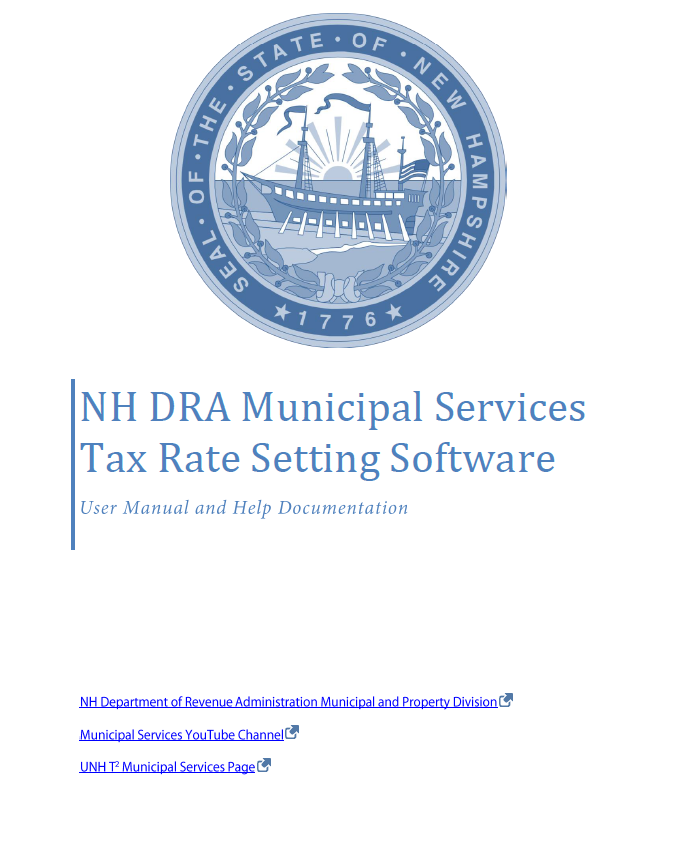 SEAL · OF · THE · STATE · OF · NEW HAMPSHIRE
★ 1776 ★
NH DRA Municipal Services
Tax Rate Setting Software
User Manual and Help Documentation
NH Department of Revenue Administration Municipal and Property Division
Municipal Services YouTube Channel
UNH T² Municipal Services Page